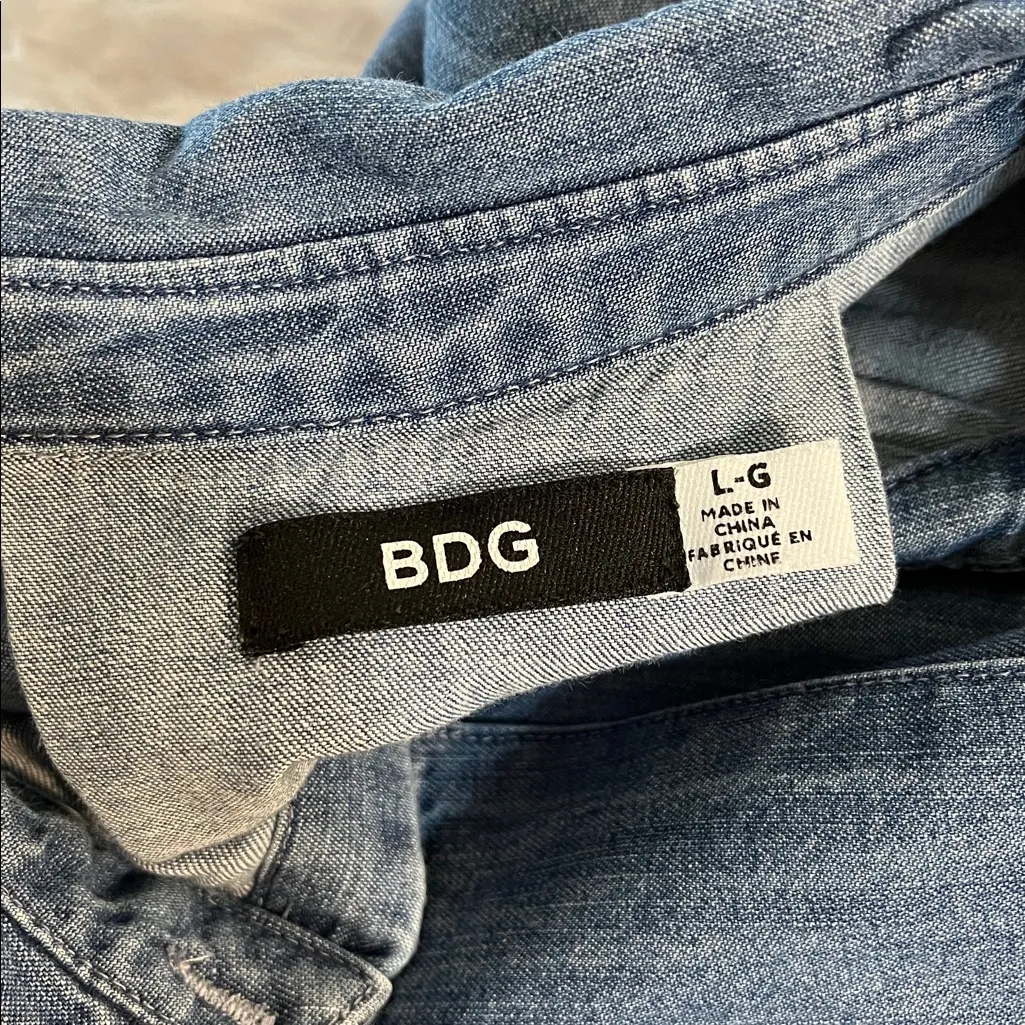 BDG
L-G
MADE IN
CHINA
FABRIQUÉ EN
CHINE